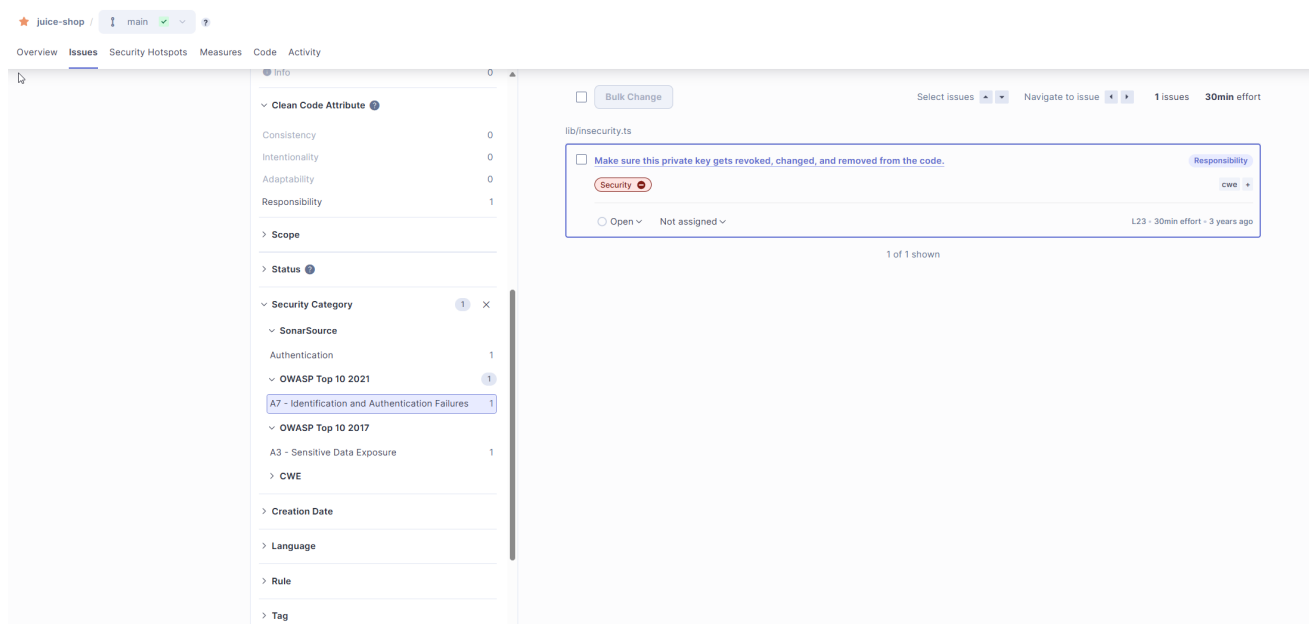 juice-shop / main ?
Overview Issues Security Hotspots Measures Code Activity
Info 0
Clean Code Attribute ?
Consistency 0
Intentionality 0
Adaptability 0
Responsibility 1
Scope
Status ?
Security Category 1
SonarSource
Authentication 1
OWASP Top 10 2021 1
A7 - Identification and Authentication Failures 1
OWASP Top 10 2017
A3 - Sensitive Data Exposure 1
CWE
Creation Date
Language
Rule
Tag
Bulk Change Select issues Navigate to issue 1 issues 30min effort
lib/insecurity.ts
Make sure this private key gets revoked, changed, and removed from the code. Responsibility
Security cwe +
Open Not assigned L23 - 30min effort - 3 years ago
1 of 1 shown